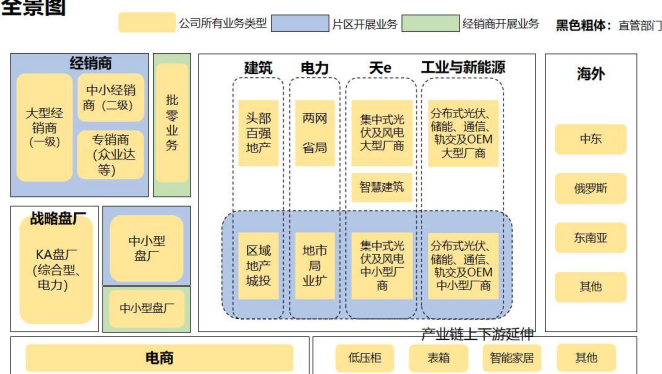 全景图
公司所有业务类型
片区开展业务
经销商开展业务
黑色粗体：直管部门
经销商
大型经
销商
(一级)
中小经销
商（二级）
专销商
(众业达
等)
批
零
业
务
战略盘厂
KA盘厂
(综合型、
电力)
中小型
盘厂
中小型盘厂
建筑
电力
天e
工业与新能源
头部
百强
地产
两网
省局
集中式光
伏及风电
大型厂商
分布式光伏、
储能、通信、
轨交及OEM
大型厂商
智慧建筑
区域
地产
城投
地市
局
业扩
集中式光
伏及风电
中小型厂
商
分布式光伏、
储能、通信、
轨交及OEM
中小型厂商
海外
中东
俄罗斯
东南亚
其他
电商
产业链上下游延伸
低压柜
表箱
智能家居
其他